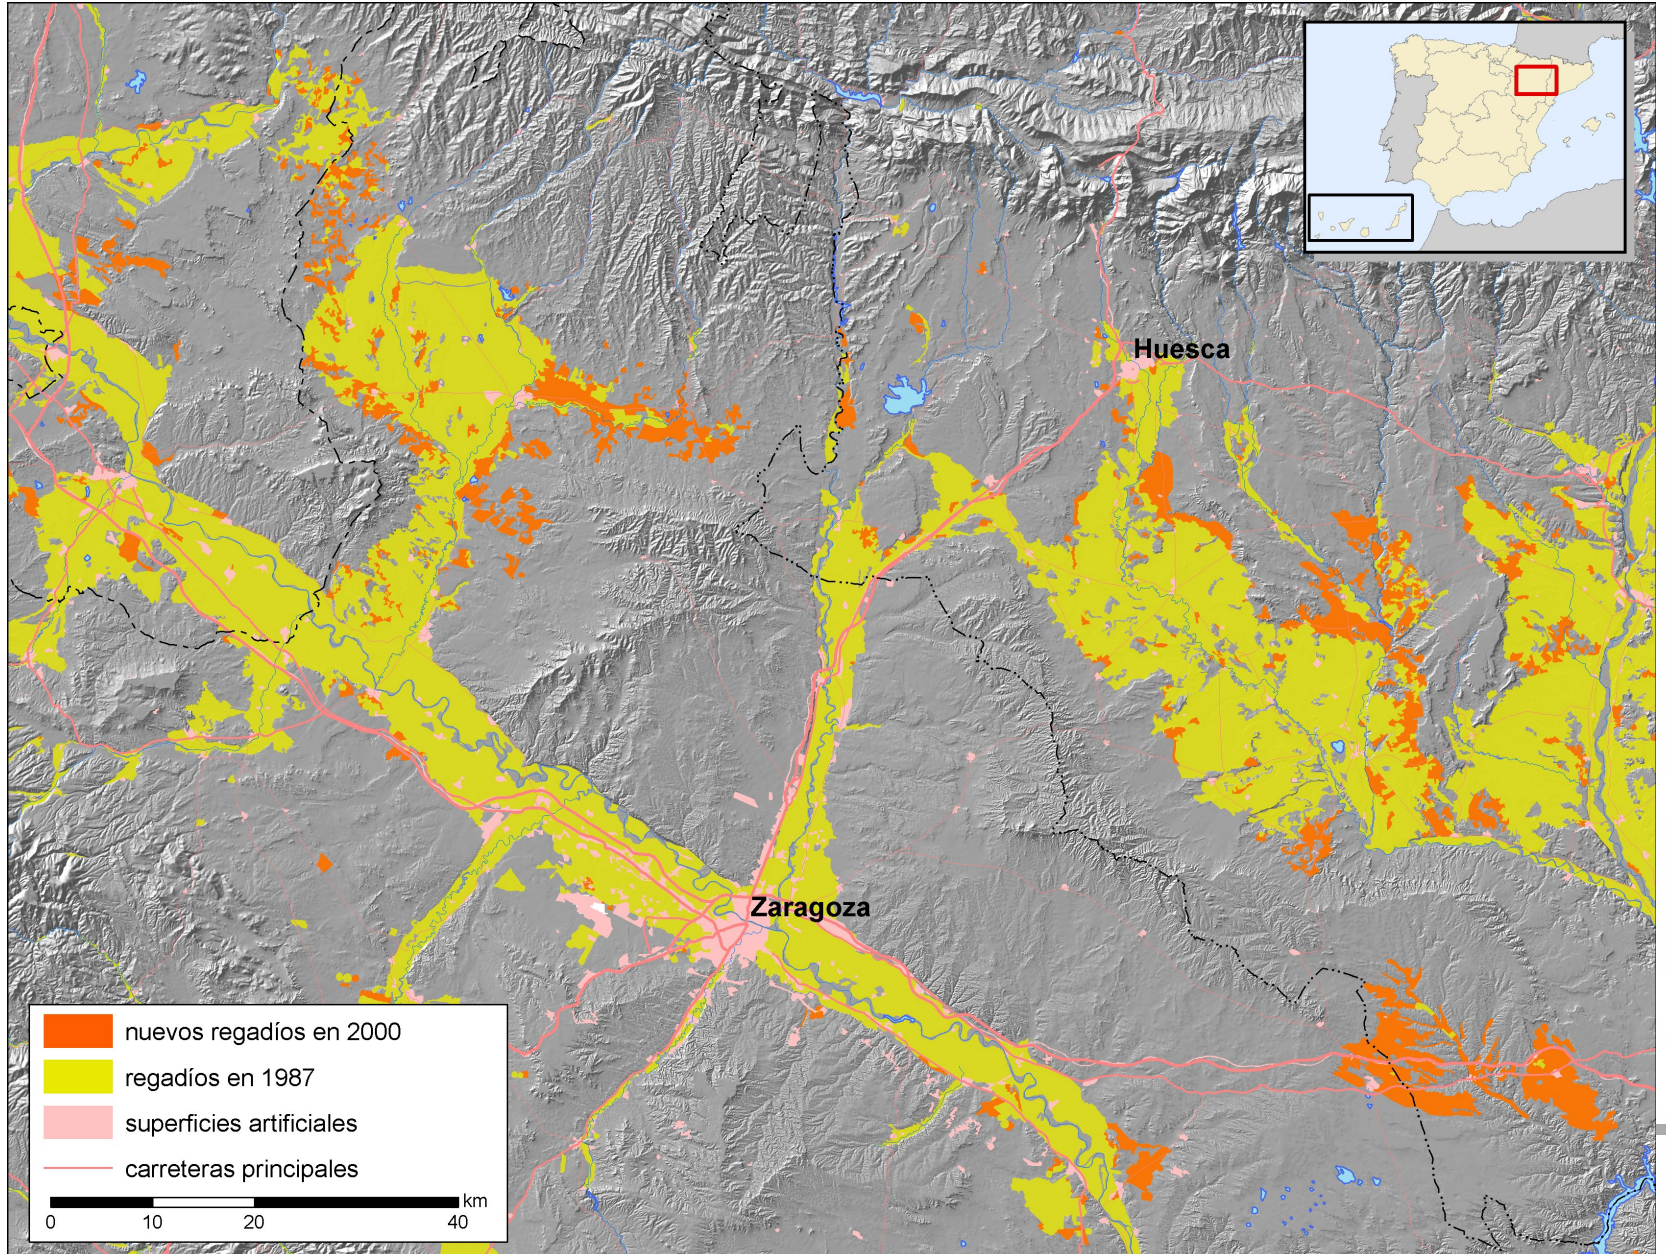 Huesca
Zaragoza
nuevos regadíos en 2000
regadíos en 1987
superficies artificiales
carreteras principales
km
0 10 20 40